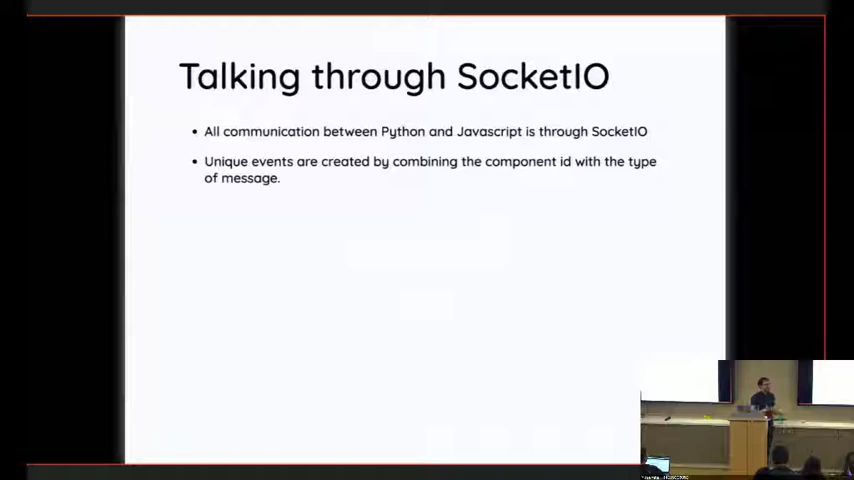 Talking through SocketIO
• All communication between Python and Javascript is through SocketIO
• Unique events are created by combining the component id with the type
of message.